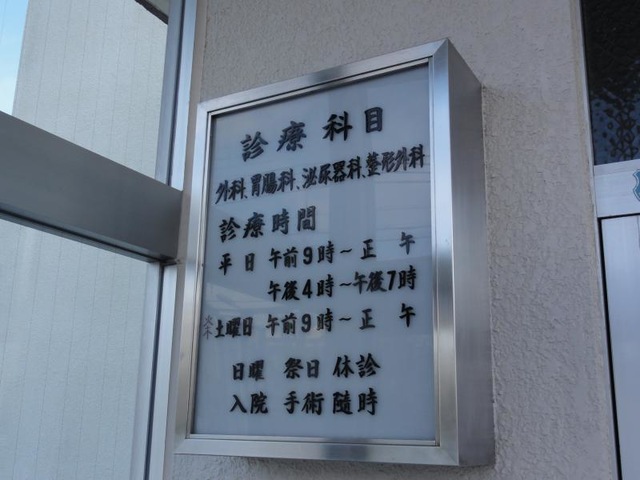 診療 科目
外科、胃腸科、泌尿器科、整形外科
診療時間
平日 午前9時～正午
午後4時～午後7時
土曜日 午前9時～正午
日曜 祭日 休診
入院 手術 随時